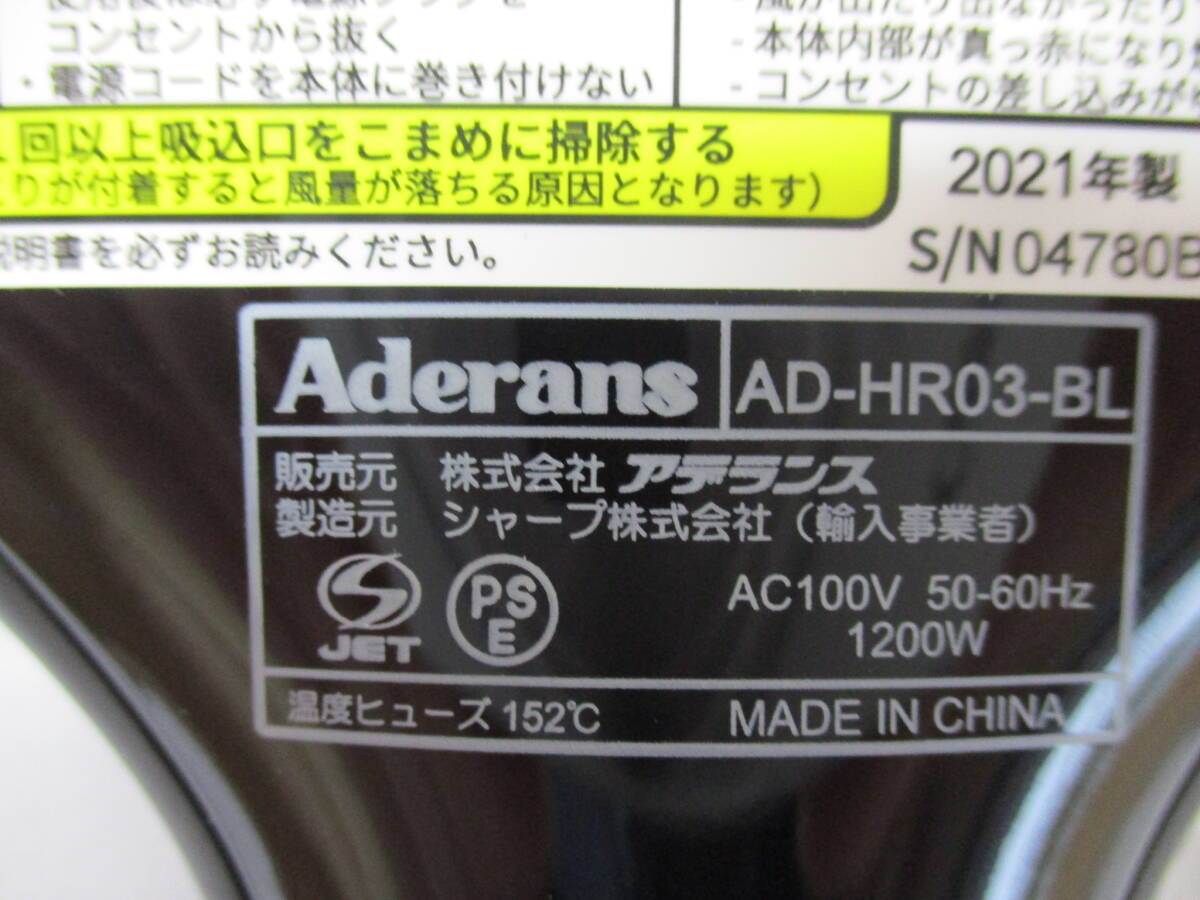 コンセントから抜く
・電源コードを本体に巻き付けない
- 本体内部が真っ赤になり
- コンセントの差し込みが
回以上吸込口をこまめに掃除する
りが付着すると風量が落ちる原因となります)
説明書を必ずお読みください。
2021年製
S/N 04780B
Aderans
AD-HR03-BL
販売元 株式会社 アデランス
製造元 シャープ株式会社（輸入事業者）
JET
PSE
AC100V 50-60Hz
1200W
温度ヒューズ 152℃
MADE IN CHINA